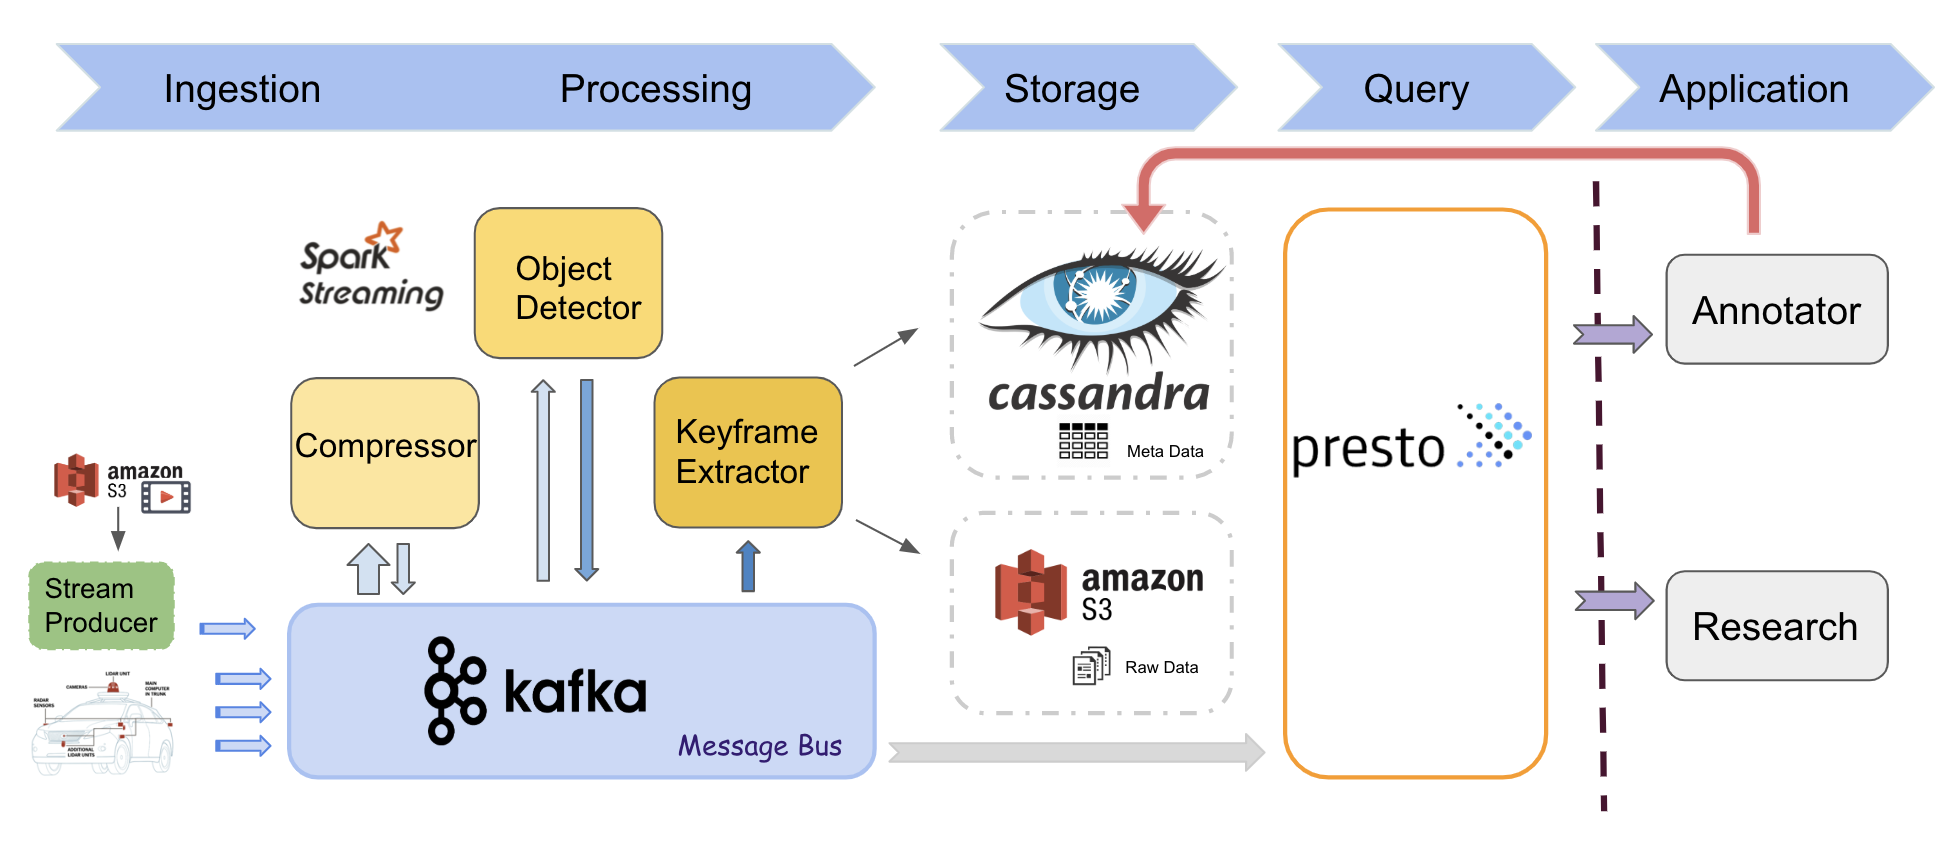 Ingestion
Processing
Storage
Query
Application
Spark
Streaming
Object
Detector
Compressor
Keyframe
Extractor
amazon
S3
Stream
Producer
LIDAR UNIT
CAMERAS
MAIN
COMPUTER
IN TRUNK
RADAR
SENSORS
ADDITIONAL
LIDAR UNITS
kafka
Message Bus
cassandra
Meta Data
amazon
S3
Raw Data
presto
Annotator
Research